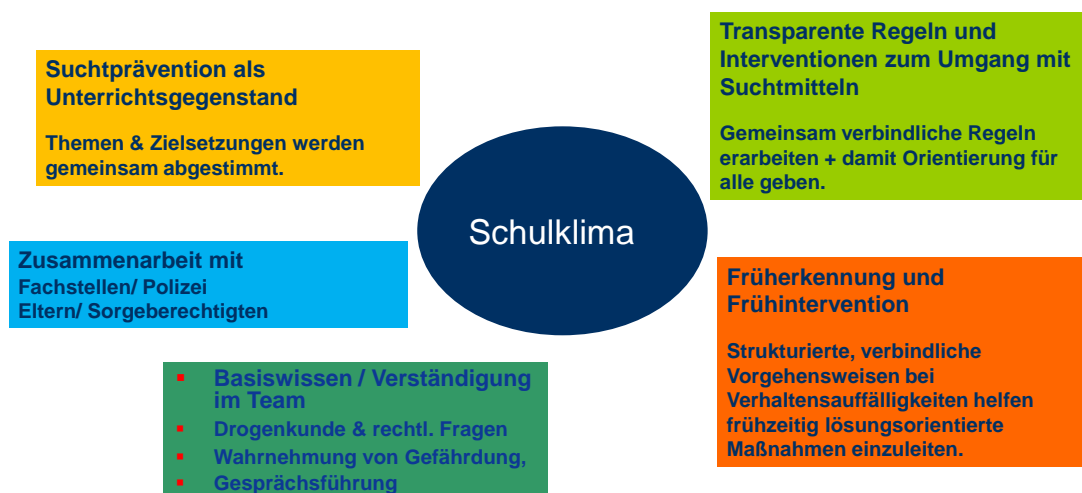 Suchtprävention als
Unterrichtsgegenstand
Themen & Zielsetzungen werden
gemeinsam abgestimmt.
Transparente Regeln und
Interventionen zum Umgang mit
Suchtmitteln
Gemeinsam verbindliche Regeln
erarbeiten + damit Orientierung für
alle geben.
Schulklima
Zusammenarbeit mit
Fachstellen/ Polizei
Eltern/ Sorgeberechtigten
Früherkennung und
Frühintervention
Strukturierte, verbindliche
Vorgehensweisen bei
Verhaltensauffälligkeiten helfen
frühzeitig lösungsorientierte
Maßnahmen einzuleiten.
▪ Basiswissen / Verständigung
im Team
▪ Drogenkunde & rechtl. Fragen
▪ Wahrnehmung von Gefährdung,
▪ Gesprächsführung